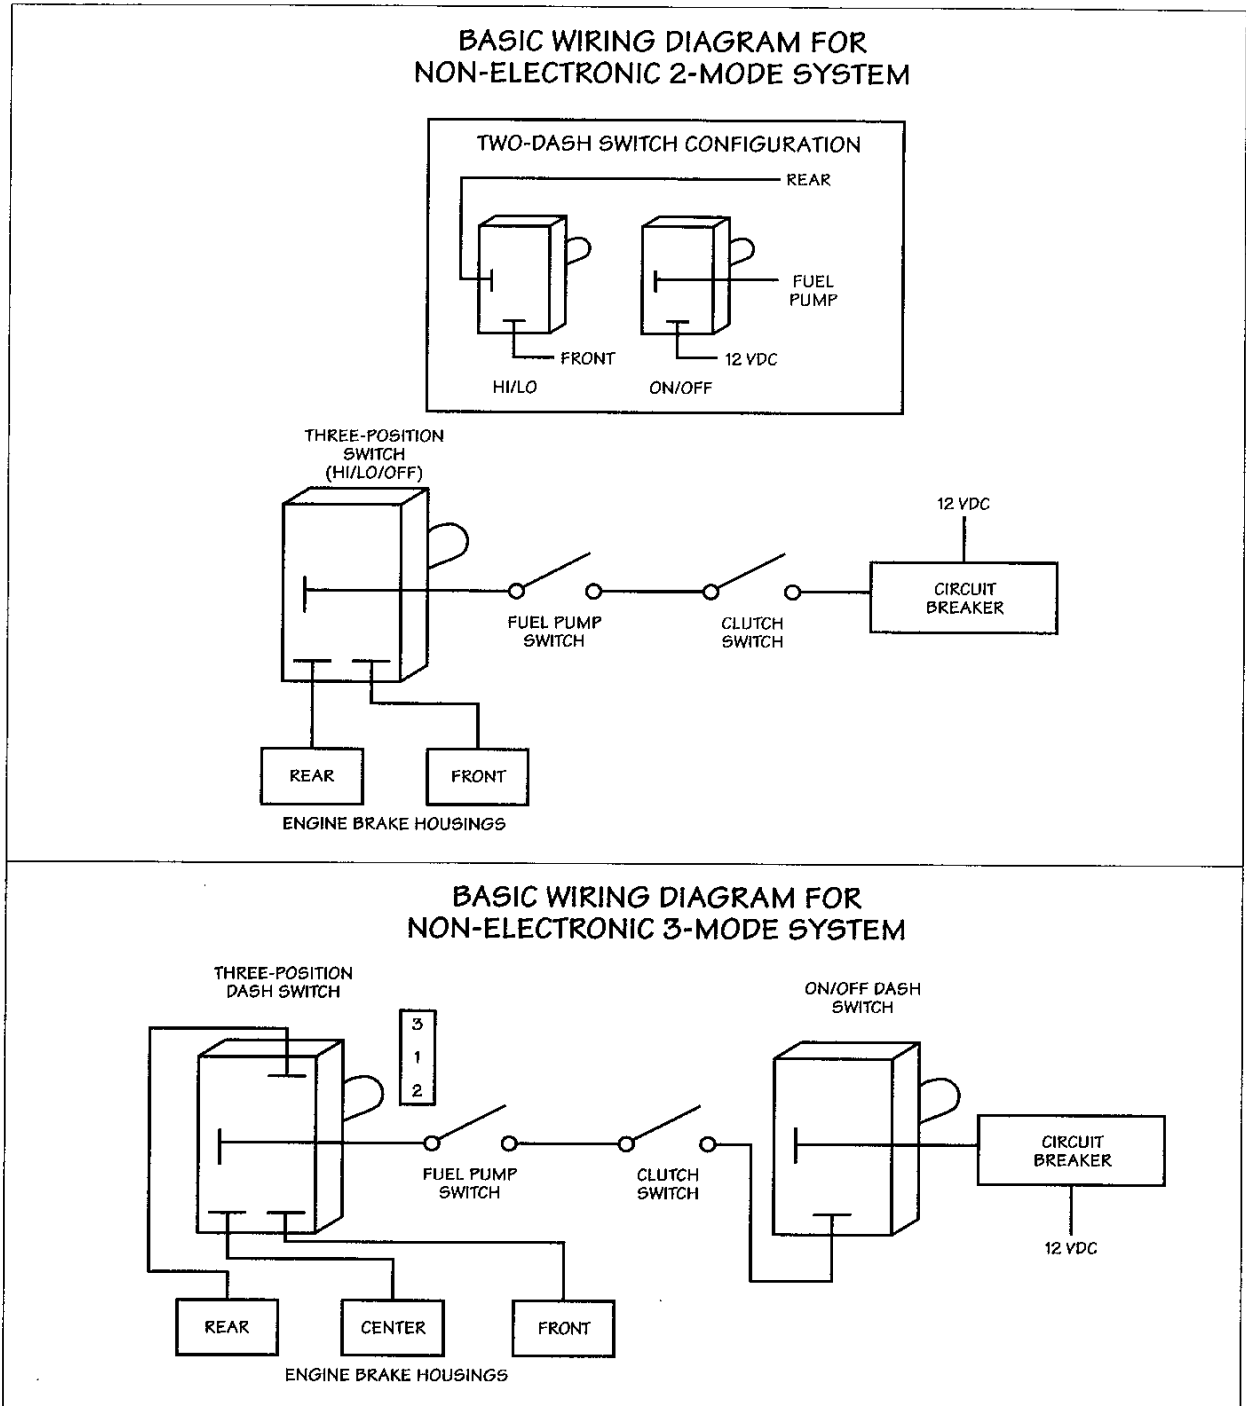 BASIC WIRING DIAGRAM FOR
NON-ELECTRONIC 2-MODE SYSTEM
TWO-DASH SWITCH CONFIGURATION
REAR
FUEL
PUMP
FRONT
12 VDC
HI/LO
ON/OFF
THREE-POSITION
SWITCH
(HI/LO/OFF)
12 VDC
CIRCUIT
BREAKER
FUEL PUMP
SWITCH
CLUTCH
SWITCH
REAR
FRONT
ENGINE BRAKE HOUSINGS
BASIC WIRING DIAGRAM FOR
NON-ELECTRONIC 3-MODE SYSTEM
THREE-POSITION
DASH SWITCH
3
1
2
ON/OFF DASH
SWITCH
FUEL PUMP
SWITCH
CLUTCH
SWITCH
CIRCUIT
BREAKER
12 VDC
REAR
CENTER
FRONT
ENGINE BRAKE HOUSINGS